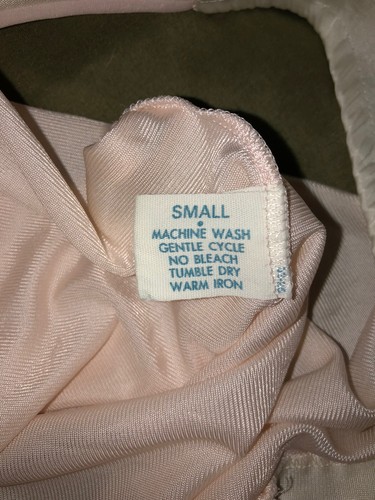 SMALL
•
MACHINE WASH
GENTLE CYCLE
NO BLEACH
TUMBLE DRY
WARM IRON